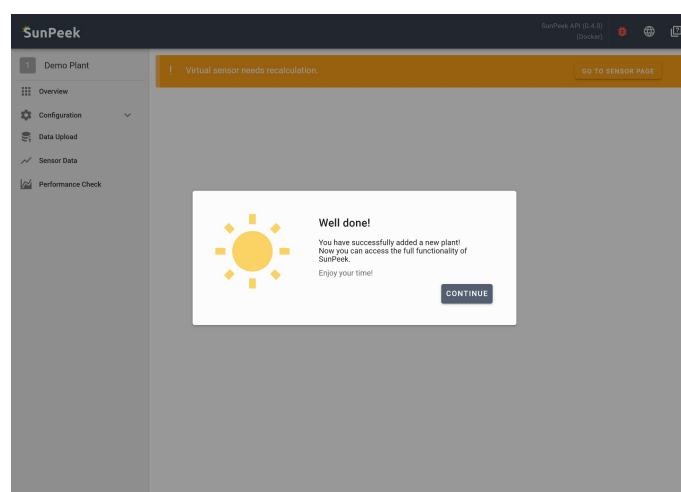 SunPeek
SunPeek API (0.4.0)
[Docker]
1 Demo Plant
! Virtual sensor needs recalculation.
GO TO SENSOR PAGE
Overview
Configuration
Data Upload
Sensor Data
Performance Check
Well done!
You have successfully added a new plant!
Now you can access the full functionality of
SunPeek.
Enjoy your time!
CONTINUE